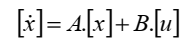 [ẋ] = A.[x] + B.[u]